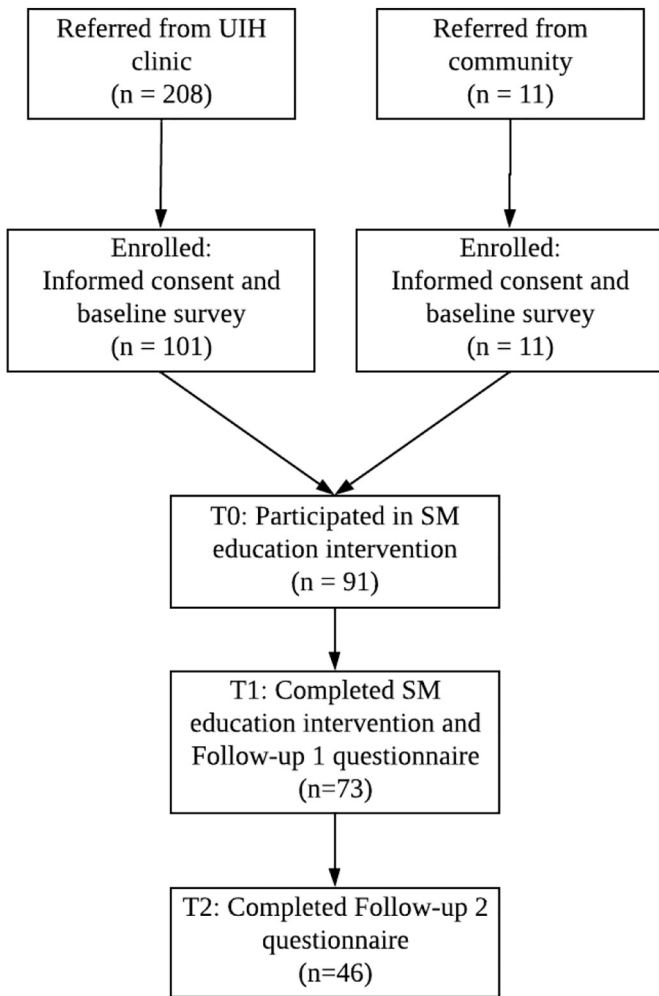 Referred from UIH
clinic
(n = 208)
Referred from
community
(n = 11)
Enrolled:
Informed consent and
baseline survey
(n = 101)
Enrolled:
Informed consent and
baseline survey
(n = 11)
T0: Participated in SM
education intervention
(n = 91)
T1: Completed SM
education intervention and
Follow-up 1 questionnaire
(n=73)
T2: Completed Follow-up 2
questionnaire
(n=46)